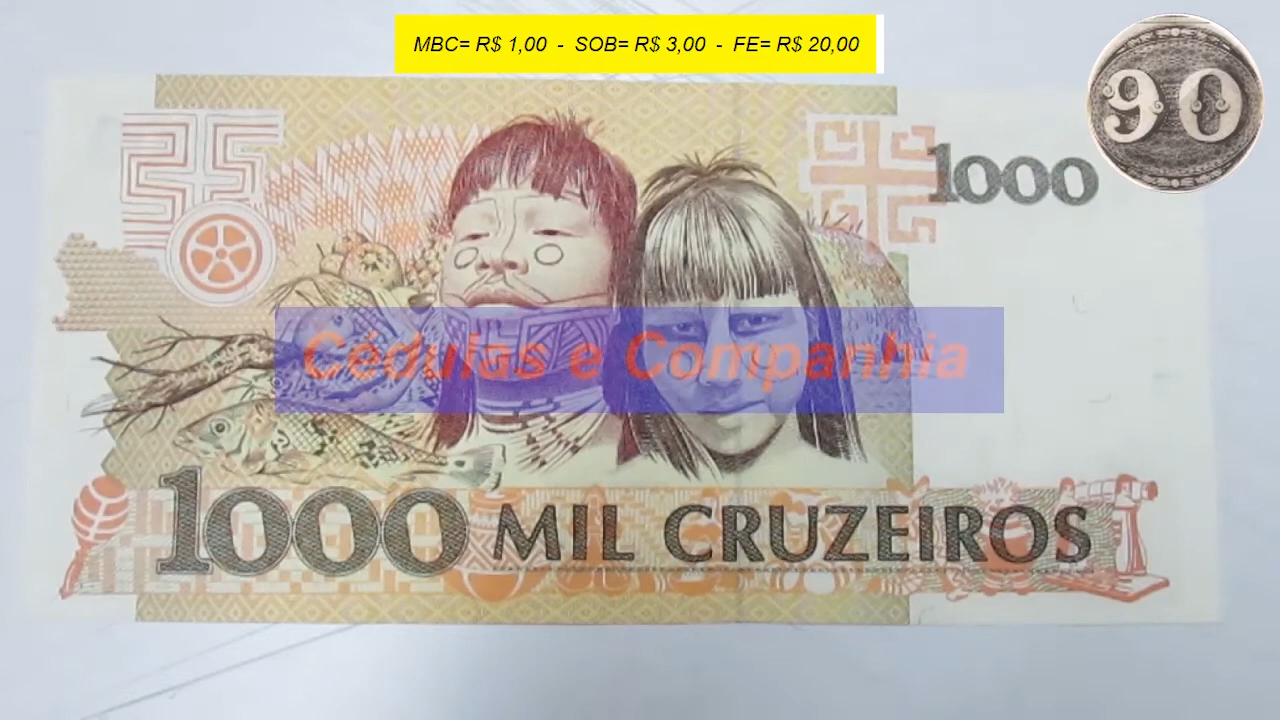 MBC= R$ 1,00 - SOB= R$ 3,00 - FE= R$ 20,00
90
1000
Cédulas e Companhia
1000 MIL CRUZEIROS